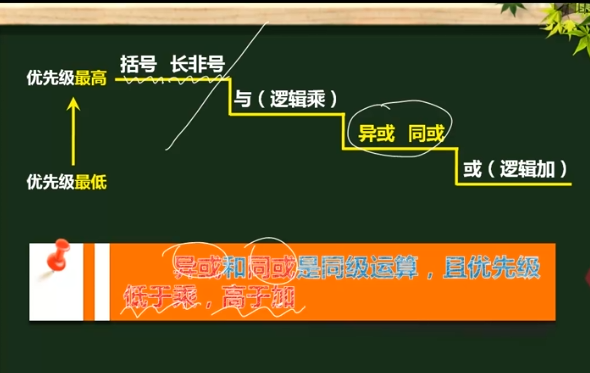 括号 长非号
优先级最高
与（逻辑乘）
异或 同或
或（逻辑加）
优先级最低
异或和同或是同级运算，且优先级
低于乘，高于加